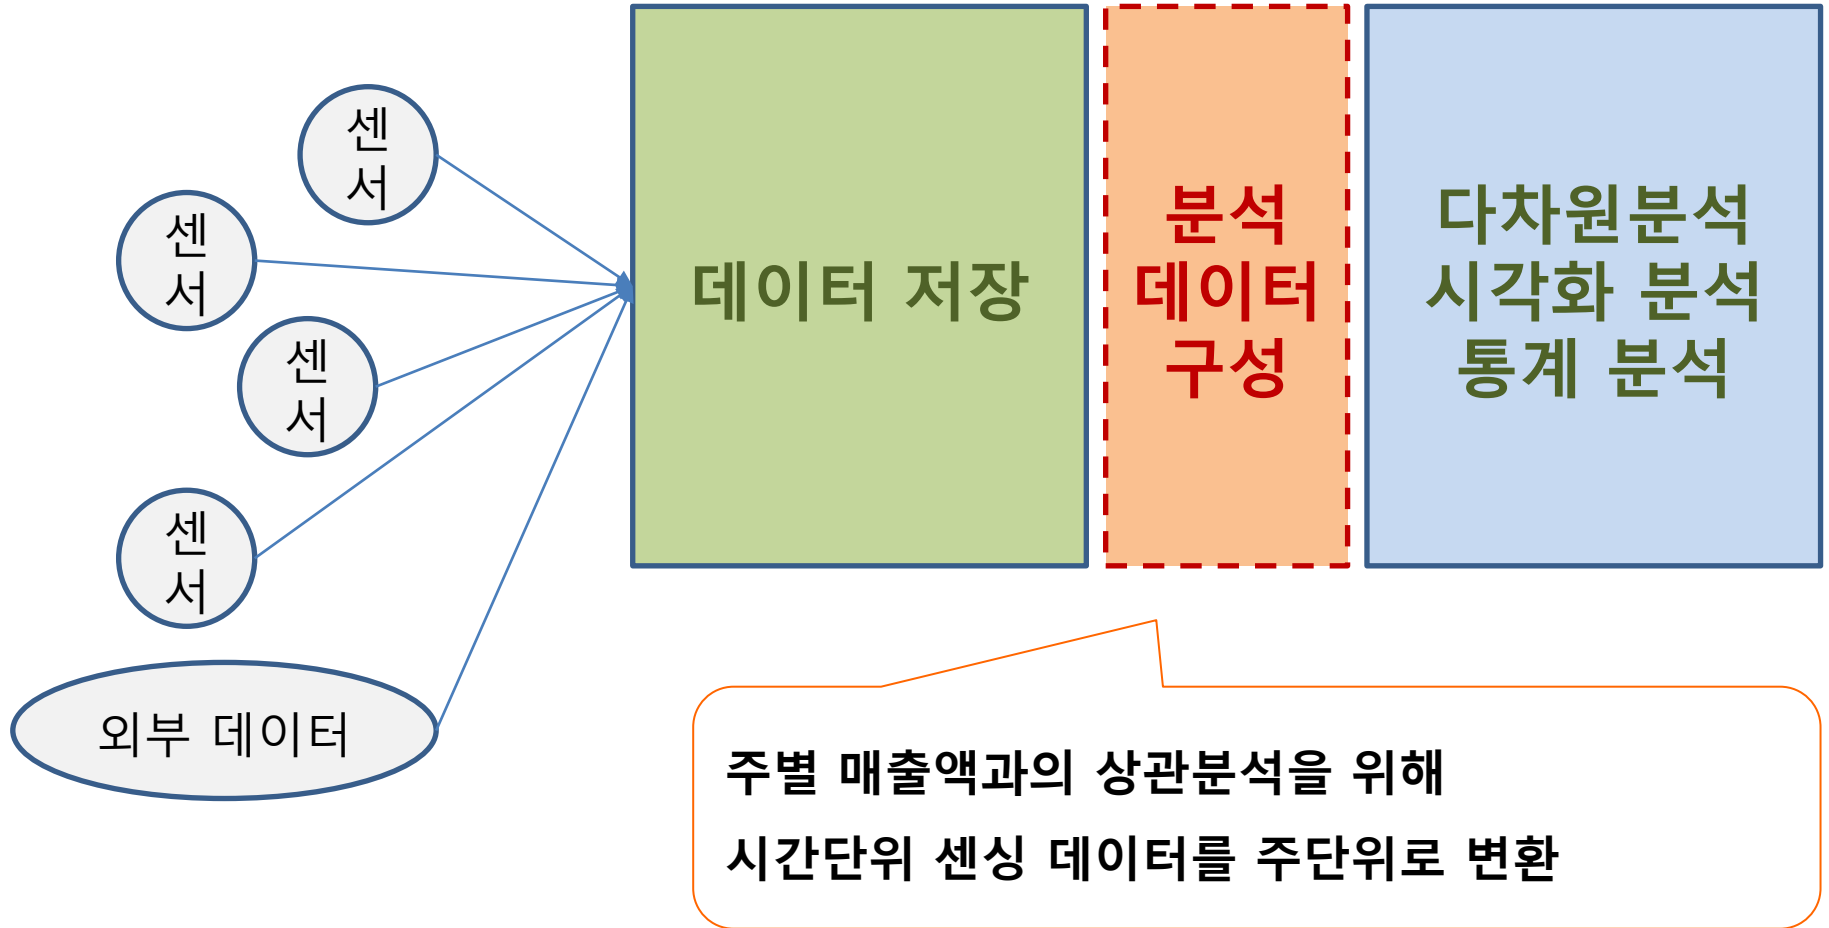 센
서
센
서
센
서
센
서
외부 데이터
데이터 저장
분석
데이터
구성
다차원분석
시각화 분석
통계 분석
주별 매출액과의 상관분석을 위해
시간단위 센싱 데이터를 주단위로 변환